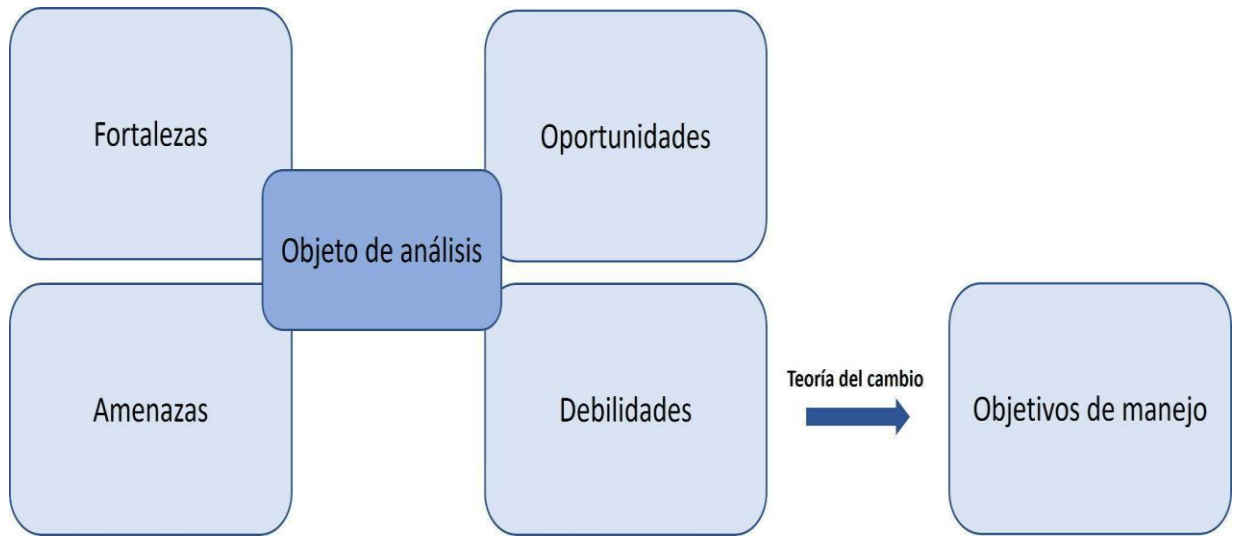 Fortalezas
Oportunidades
Objeto de análisis
Amenazas
Debilidades
Teoría del cambio
Objetivos de manejo